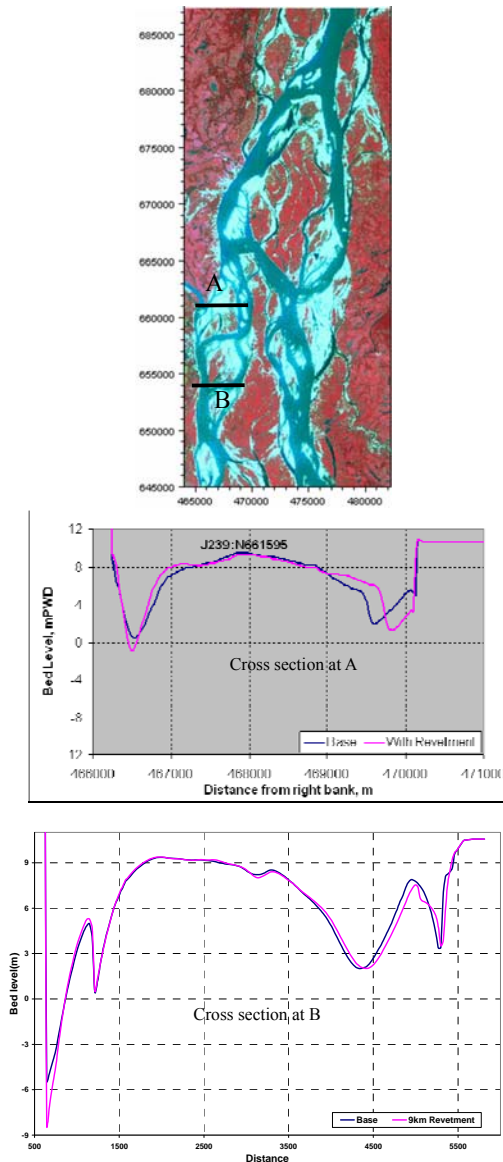 685000
680000
675000
670000
665000
A
660000
655000
B
650000
645000
465000 470000 475000 480000
12
8
4
0
-4
-8
12
Bed Level, mPWD
J239:N661595
Cross section at A
Base With Revetment
466000 467000 468000 469000 470000 471000
Distance from right bank, m
9
6
3
0
-3
-6
-9
Bed level(m)
Cross section at B
Base 9km Revetment
500 1500 2500 3500 4500 5500
Distance